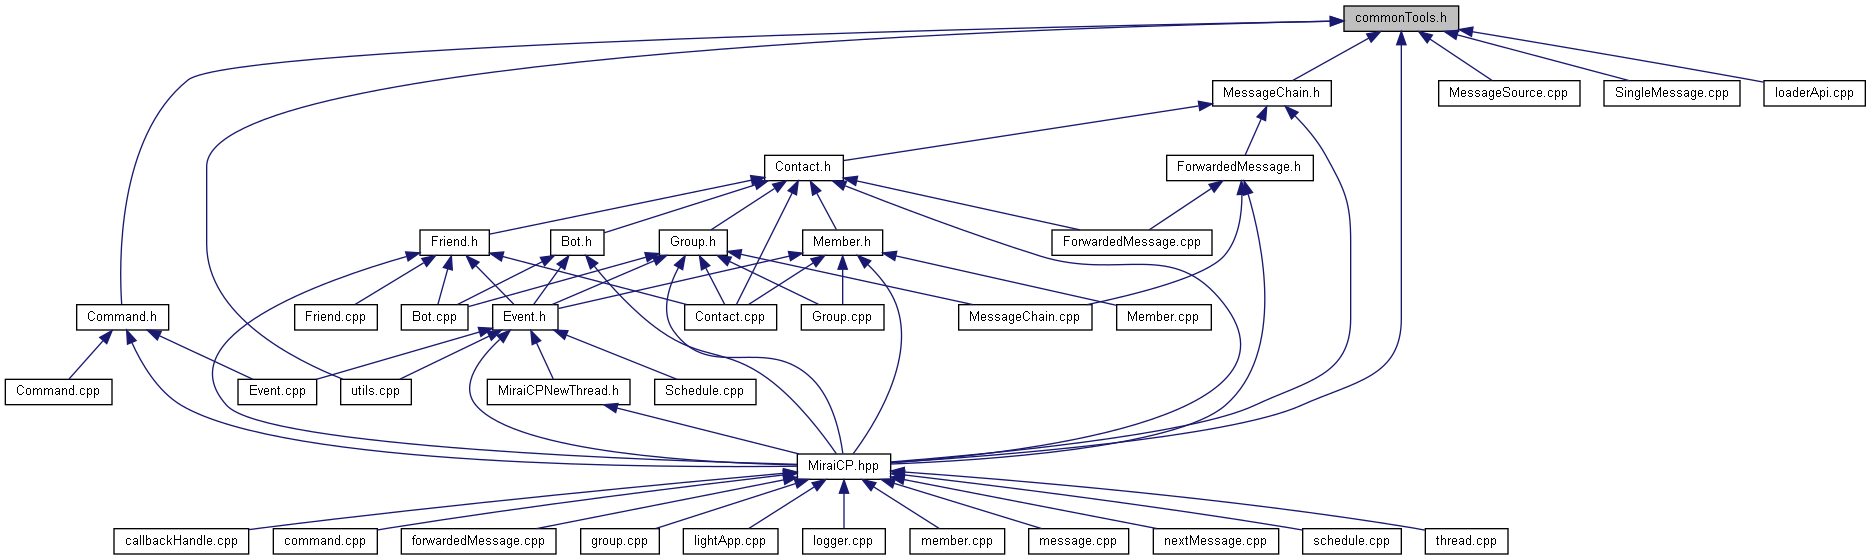 commonTools.h
MessageChain.h
MessageSource.cpp
SingleMessage.cpp
loaderApi.cpp
Contact.h
ForwardedMessage.h
Friend.h
Bot.h
Group.h
Member.h
ForwardedMessage.cpp
Command.h
Friend.cpp
Bot.cpp
Event.h
Contact.cpp
Group.cpp
MessageChain.cpp
Member.cpp
Command.cpp
Event.cpp
utils.cpp
MiraiCPNewThread.h
Schedule.cpp
MiraiCP.hpp
callbackHandle.cpp
command.cpp
forwardedMessage.cpp
group.cpp
lightApp.cpp
logger.cpp
member.cpp
message.cpp
nextMessage.cpp
schedule.cpp
thread.cpp